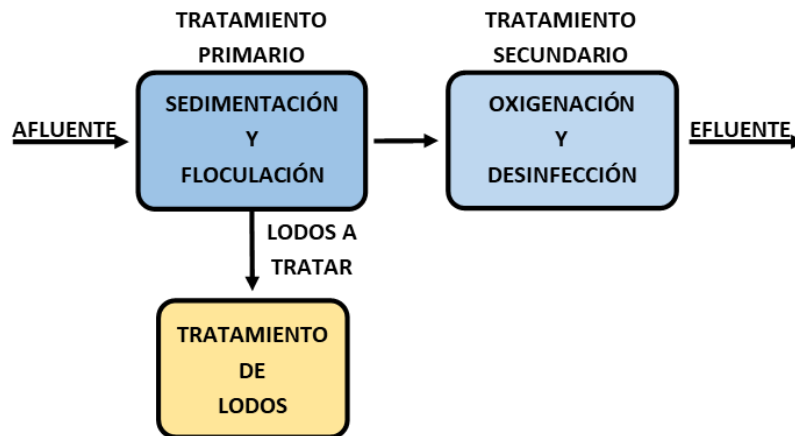 TRATAMIENTO
PRIMARIO
TRATAMIENTO
SECUNDARIO
AFLUENTE
SEDIMENTACIÓN
Y
FLOCULACIÓN
OXIGENACIÓN
Y
DESINFECCIÓN
EFLUENTE
LODOS A
TRATAR
TRATAMIENTO
DE
LODOS